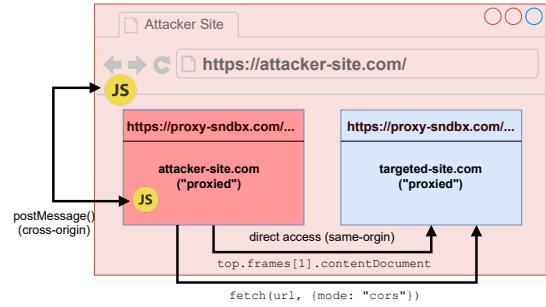 Attacker Site
https://attacker-site.com/
JS
https://proxy-sndbx.com/...
https://proxy-sndbx.com/...
attacker-site.com
("proxied")
targeted-site.com
("proxied")
JS
postMessage()
(cross-origin)
direct access (same-orgin)
top.frames[1].contentDocument
fetch(url, {mode: "cors"})